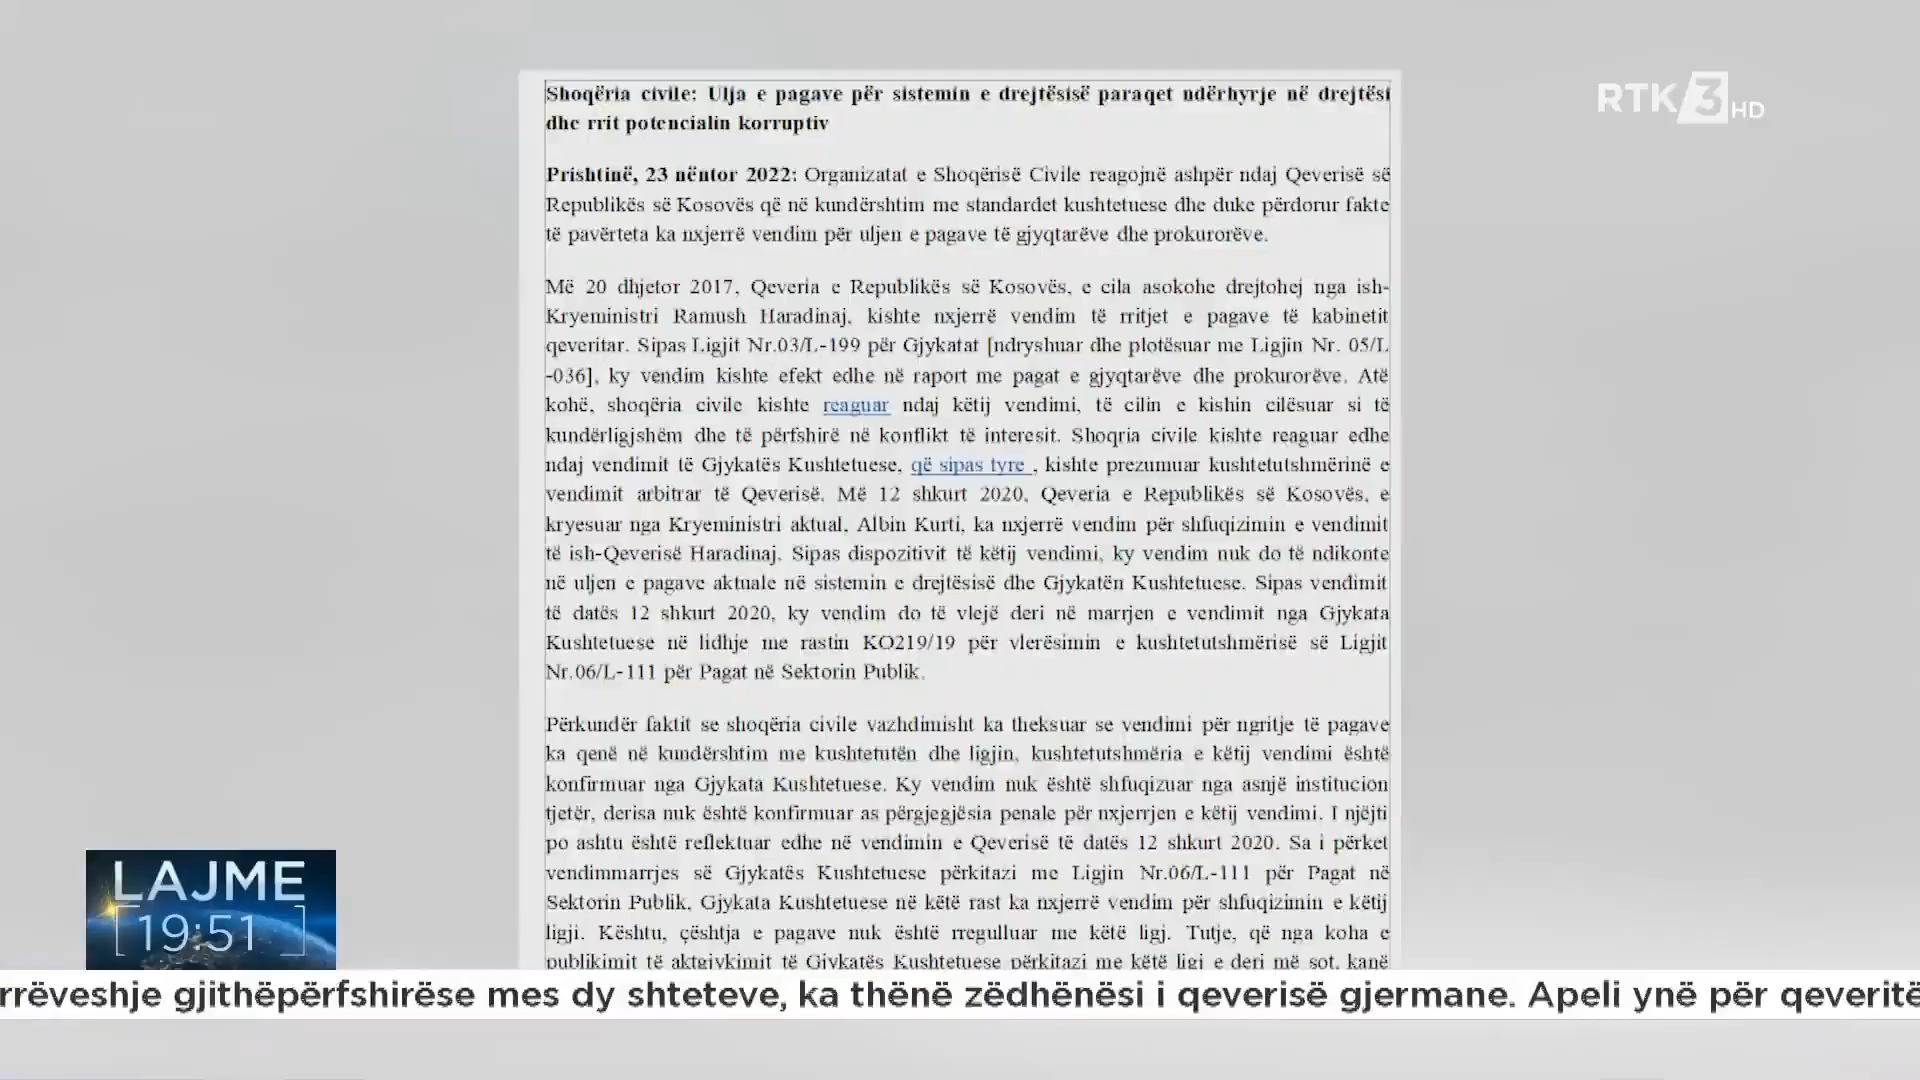 RTK 3 HD
Shoqëria civile: Ulja e pagave për sistemin e drejtësisë paraqet ndërhyrje në drejtësi
dhe rrit potencialin korruptiv
Prishtinë, 23 nëntor 2022: Organizatat e Shoqërisë Civile reagojnë ashpër ndaj Qeverisë së
Republikës së Kosovës që në kundërshtim me standardet kushtetuese dhe duke përdorur fakte
të pavërteta ka nxjerrë vendim për uljen e pagave të gjyqtarëve dhe prokurorëve.
Më 20 dhjetor 2017, Qeveria e Republikës së Kosovës, e cila asokohe drejtohej nga ish-
Kryeministri Ramush Haradinaj, kishte nxjerrë vendim të rritjet e pagave të kabinetit
qeveritar. Sipas Ligjit Nr.03/L-199 për Gjykatat [ndryshuar dhe plotësuar me Ligjin Nr. 05/L
-036], ky vendim kishte efekt edhe në raport me pagat e gjyqtarëve dhe prokurorëve. Atë
kohë, shoqëria civile kishte reaguar ndaj këtij vendimi, të cilin e kishin cilësuar si të
kundërligjshëm dhe të përfshirë në konflikt të interesit. Shoqria civile kishte reaguar edhe
ndaj vendimit të Gjykatës Kushtetuese, që sipas tyre , kishte prezumuar kushtetutshmërinë e
vendimit arbitrar të Qeverisë. Më 12 shkurt 2020, Qeveria e Republikës së Kosovës, e
kryesuar nga Kryeministri aktual, Albin Kurti, ka nxjerrë vendim për shfuqizimin e vendimit
të ish-Qeverisë Haradinaj. Sipas dispozitivit të këtij vendimi, ky vendim nuk do të ndikonte
në uljen e pagave aktuale në sistemin e drejtësisë dhe Gjykatën Kushtetuese. Sipas vendimit
të datës 12 shkurt 2020, ky vendim do të vlejë deri në marrjen e vendimit nga Gjykata
Kushtetuese në lidhje me rastin KO219/19 për vlerësimin e kushtetutshmërisë së Ligjit
Nr.06/L-111 për Pagat në Sektorin Publik.
Përkundër faktit se shoqëria civile vazhdimisht ka theksuar se vendimi për ngritje të pagave
ka qenë në kundërshtim me kushtetutën dhe ligjin, kushtetutshmëria e këtij vendimi është
konfirmuar nga Gjykata Kushtetuese. Ky vendim nuk është shfuqizuar nga asnjë institucion
tjetër, derisa nuk është konfirmuar as përgjegjësia penale për nxjerrjen e këtij vendimi. I njëjti
po ashtu është reflektuar edhe në vendimin e Qeverisë të datës 12 shkurt 2020. Sa i përket
vendimmarrjes së Gjykatës Kushtetuese përkitazi me Ligjin Nr.06/L-111 për Pagat në
Sektorin Publik, Gjykata Kushtetuese në këtë rast ka nxjerrë vendim për shfuqizimin e këtij
ligji. Kështu, çështja e pagave nuk është rregulluar me këtë ligj. Tutje, që nga koha e
publikimit të aktgjykimit të Gjykatës Kushtetuese përkitazi me këtë ligj e deri më sot, kanë
LAJME
19:51
rrëveshje gjithëpërfshirëse mes dy shteteve, ka thënë zëdhënësi i qeverisë gjermane. Apeli ynë për qeveritë